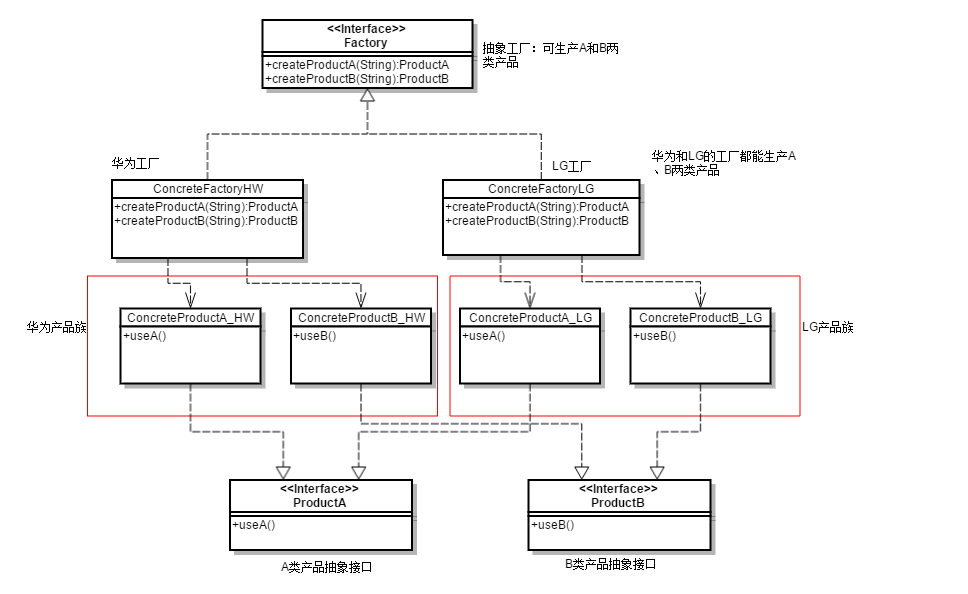 <<Interface>>
Factory
+createProductA(String):ProductA
+createProductB(String):ProductB
抽象工厂：可生产A和B两
类产品
华为工厂
LG工厂
华为和LG的工厂都能生产A
、B两类产品
ConcreteFactoryHW
+createProductA(String):ProductA
+createProductB(String):ProductB
ConcreteFactoryLG
+createProductA(String):ProductA
+createProductB(String):ProductB
华为产品族
ConcreteProductA_HW
+useA()
ConcreteProductB_HW
+useB()
ConcreteProductA_LG
+useA()
ConcreteProductB_LG
+useB()
LG产品族
<<Interface>>
ProductA
+useA()
A类产品抽象接口
<<Interface>>
ProductB
+useB()
B类产品抽象接口